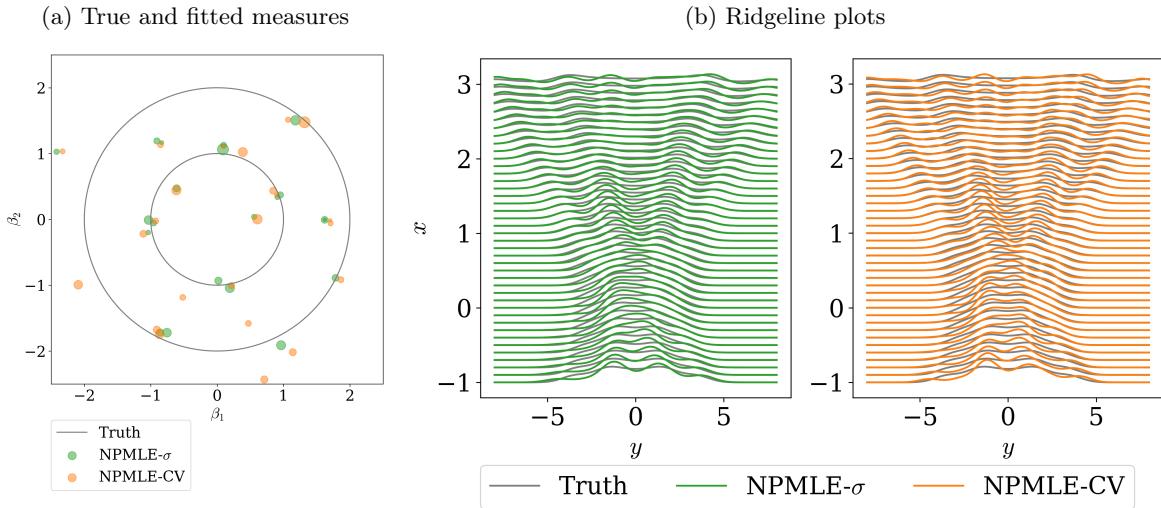 (a) True and fitted measures
2
1
0
−1
−2
β₂
−2
−1
0
1
2
β₁
Truth
NPMLE-σ
NPMLE-CV
(b) Ridgeline plots
3
2
1
0
−1
x
−5
0
5
y
3
2
1
0
−1
−5
0
5
y
Truth
NPMLE-σ
NPMLE-CV